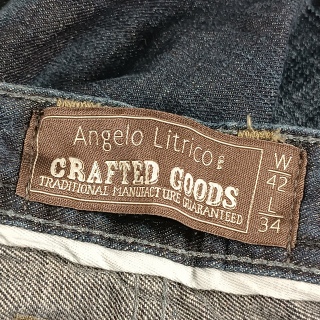 Angelo Litrico
CRAFTED GOODS
TRADITIONAL MANUFACTURE GUARANTEED
W
42
L
34